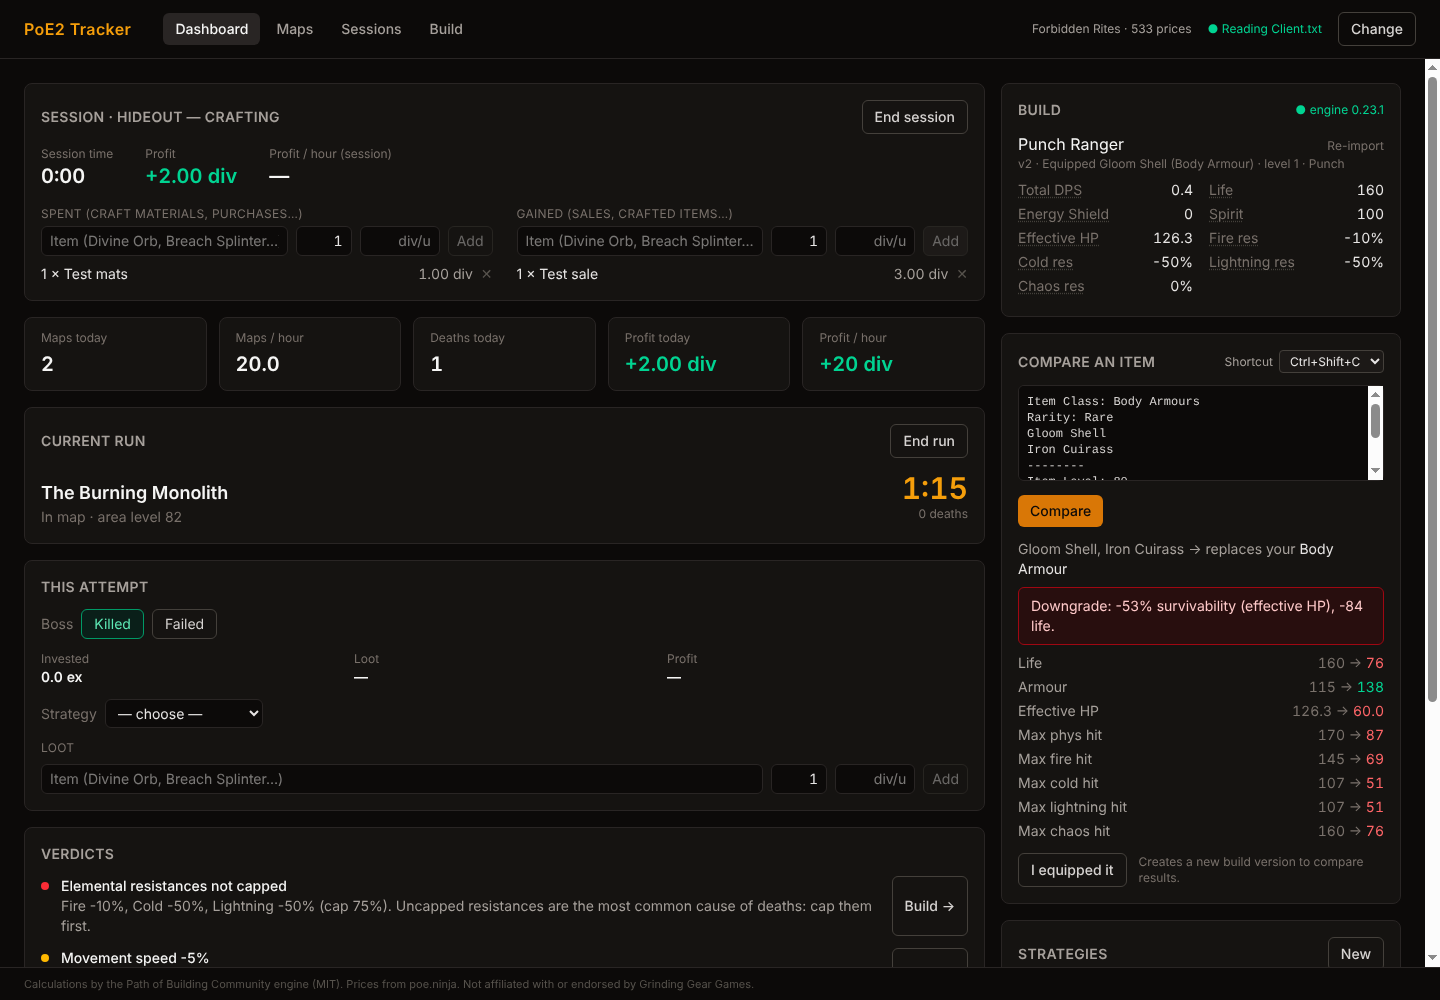 PoE2 Tracker
Dashboard
Maps
Sessions
Build
Forbidden Rites · 533 prices
Reading Client.txt
Change
SESSION · HIDEOUT — CRAFTING
End session
Session time
Profit
Profit / hour (session)
0:00
+2.00 div
—
SPENT (CRAFT MATERIALS, PURCHASES...)
Item (Divine Orb, Breach Splinter...
1
div/u
Add
1 × Test mats
1.00 div ×
GAINED (SALES, CRAFTED ITEMS...)
Item (Divine Orb, Breach Splinter...
1
div/u
Add
1 × Test sale
3.00 div ×
Maps today
2
Maps / hour
20.0
Deaths today
1
Profit today
+2.00 div
Profit / hour
+20 div
CURRENT RUN
End run
The Burning Monolith
In map · area level 82
1:15
0 deaths
THIS ATTEMPT
Boss
Killed
Failed
Invested
0.0 ex
Loot
—
Profit
—
Strategy
— choose —
LOOT
Item (Divine Orb, Breach Splinter...)
1
div/u
Add
VERDICTS
Elemental resistances not capped
Fire -10%, Cold -50%, Lightning -50% (cap 75%). Uncapped resistances are the most common cause of deaths: cap them
first.
Build →
Movement speed -5%
BUILD
engine 0.23.1
Punch Ranger
Re-import
v2 · Equipped Gloom Shell (Body Armour) · level 1 · Punch
Total DPS 0.4
Life 160
Energy Shield 0
Spirit 100
Effective HP 126.3
Fire res -10%
Cold res -50%
Lightning res -50%
Chaos res 0%
COMPARE AN ITEM
Shortcut
Ctrl+Shift+C
Item Class: Body Armours
Rarity: Rare
Gloom Shell
Iron Cuirass
--------
Item Level: 80
Compare
Gloom Shell, Iron Cuirass → replaces your Body
Armour
Downgrade: -53% survivability (effective HP), -84
life.
Life 160 → 76
Armour 115 → 138
Effective HP 126.3 → 60.0
Max phys hit 170 → 87
Max fire hit 145 → 69
Max cold hit 107 → 51
Max lightning hit 107 → 51
Max chaos hit 160 → 76
I equipped it
Creates a new build version to compare
results.
STRATEGIES
New
Calculations by the Path of Building Community engine (MIT). Prices from poe.ninja. Not affiliated with or endorsed by Grinding Gear Games.